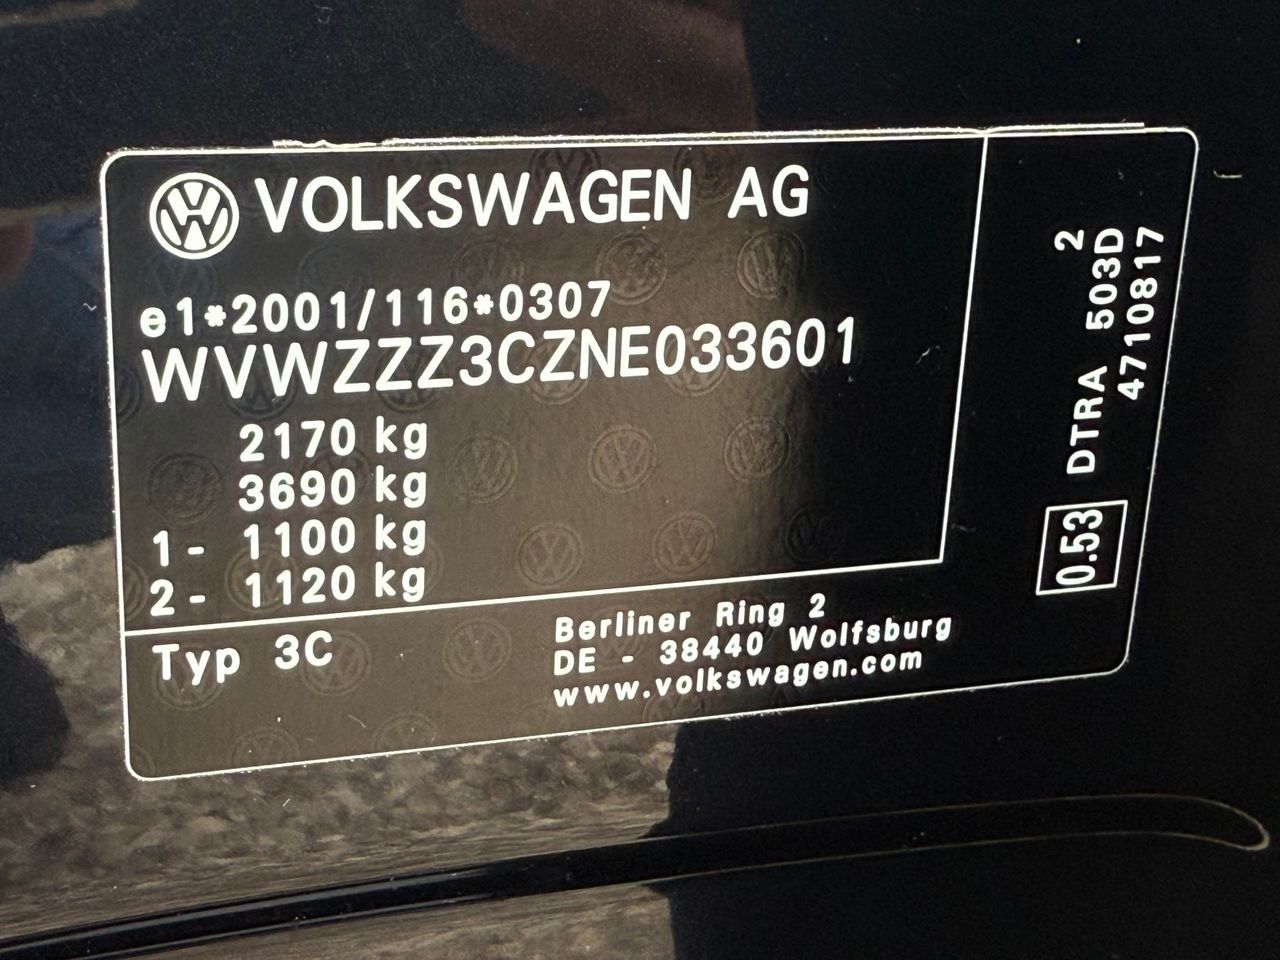 VOLKSWAGEN AG
e1*2001/116*0307
WVWZZZ3CZNE033601
2170 kg
3690 kg
1- 1100 kg
2- 1120 kg
Typ 3C
Berliner Ring 2
DE - 38440 Wolfsburg
www.volkswagen.com
0.53
DTRA 503D 2
4710817